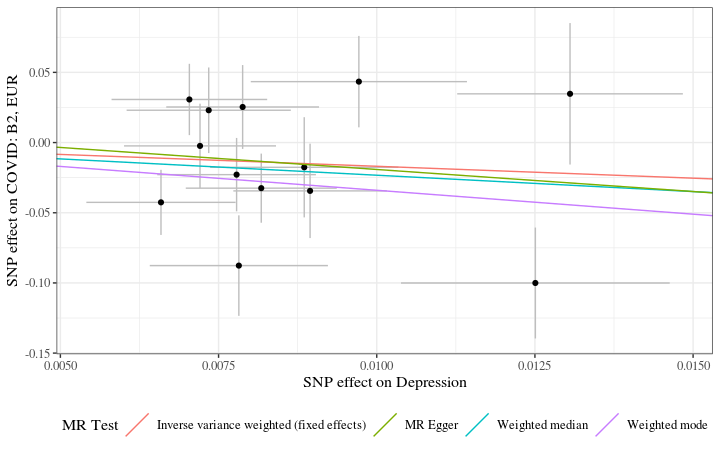 SNP effect on COVID: B2, EUR
0.05
0.00
-0.05
-0.10
-0.15
0.0050 0.0075 0.0100 0.0125 0.0150
SNP effect on Depression
MR Test Inverse variance weighted (fixed effects) MR Egger Weighted median Weighted mode